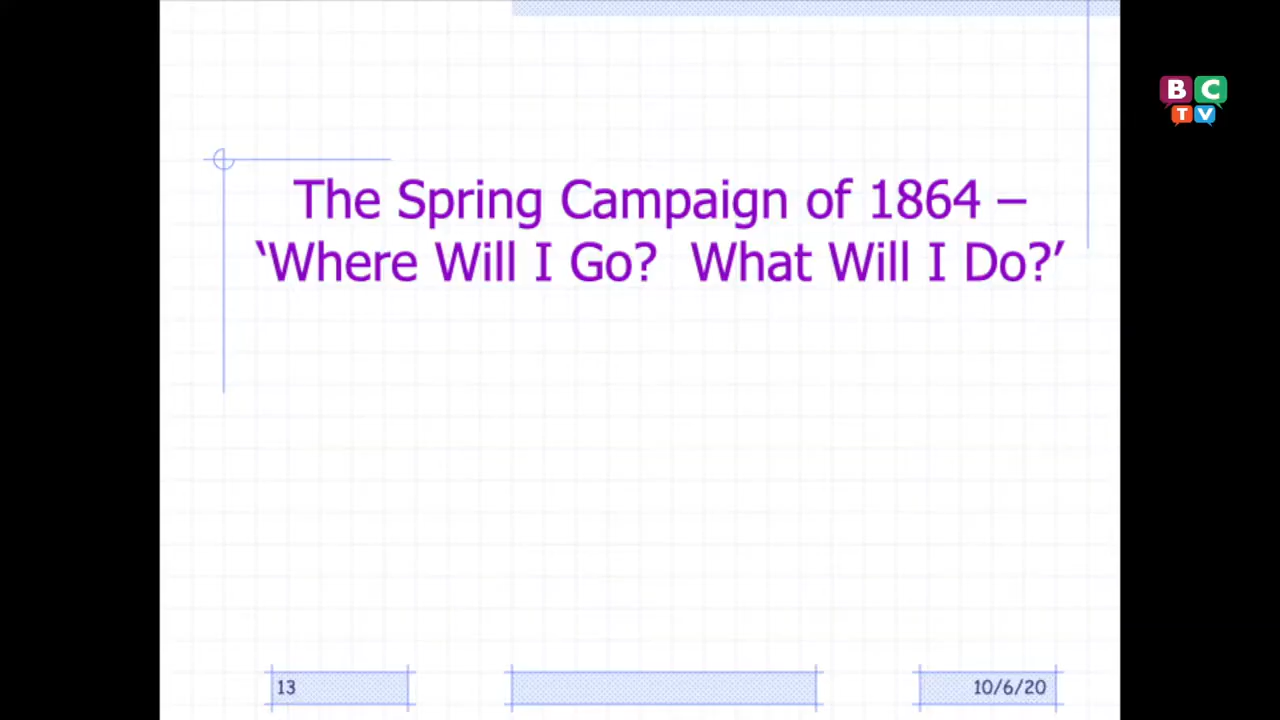 BC
TV
The Spring Campaign of 1864 –
‘Where Will I Go?  What Will I Do?’
13
10/6/20